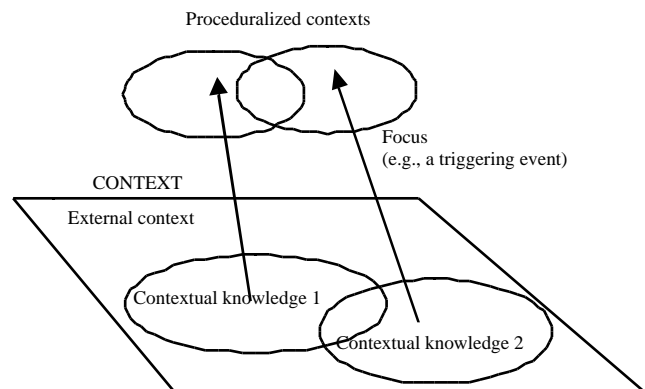 Proceduralized contexts
Focus
(e.g., a triggering event)
CONTEXT
External context
Contextual knowledge 1
Contextual knowledge 2